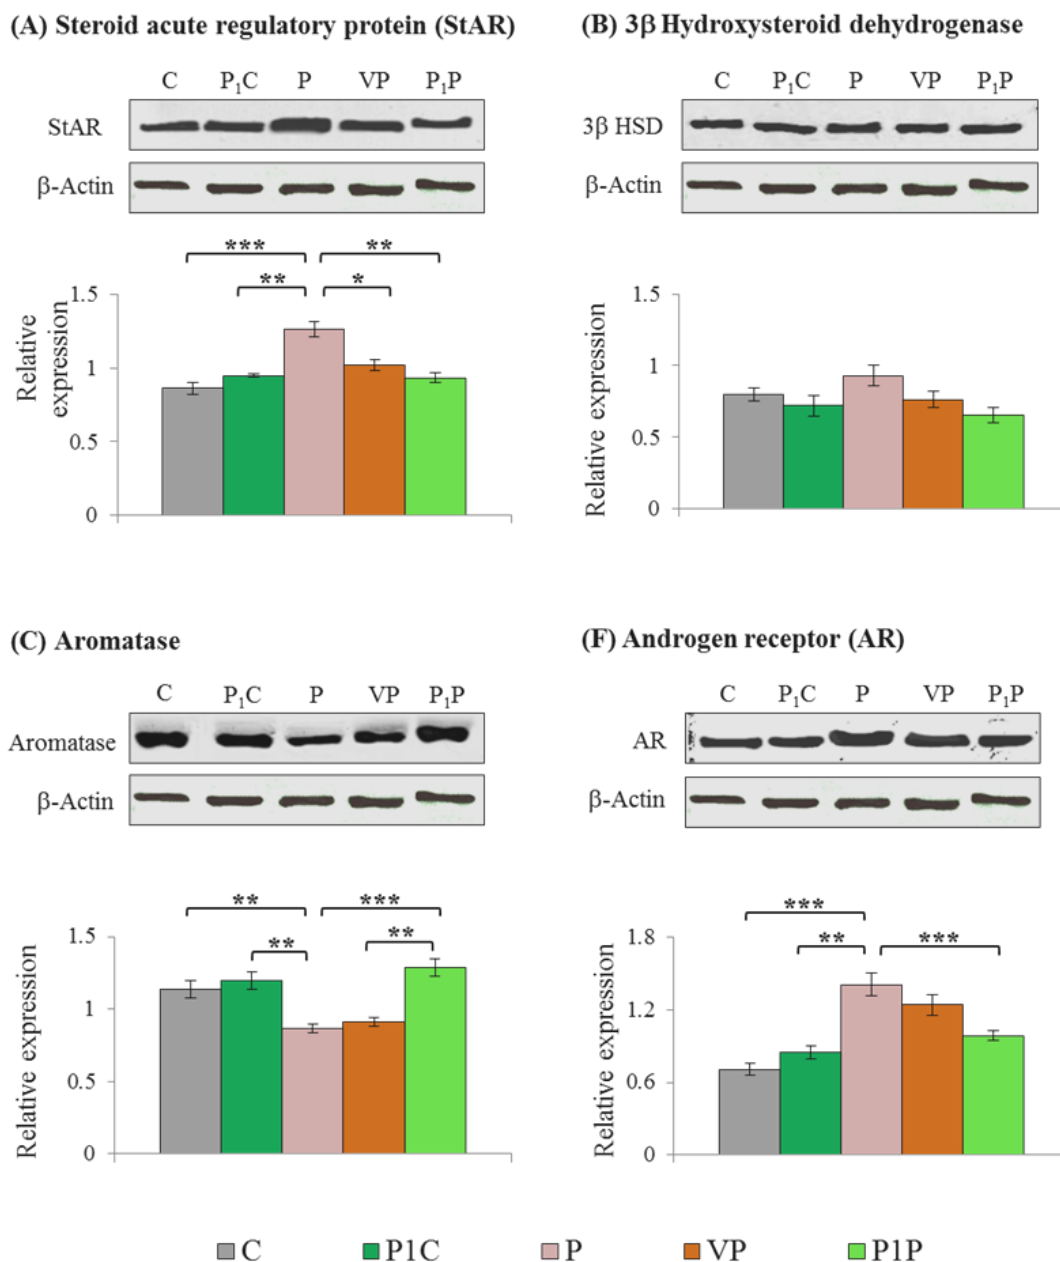 (A) Steroid acute regulatory protein (StAR)
C P₁C P VP P₁P
StAR
β-Actin
*** **
** *
Relative expression
1.5
1
0.5
0
(B) 3β Hydroxysteroid dehydrogenase
C P₁C P VP P₁P
3β HSD
β-Actin
Relative expression
1.5
1
0.5
0
(C) Aromatase
C P₁C P VP P₁P
Aromatase
β-Actin
** ***
** **
Relative expression
1.5
1
0.5
0
(F) Androgen receptor (AR)
C P₁C P VP P₁P
AR
β-Actin
***
** ***
Relative expression
1.8
1.2
0.6
0
C P1C P VP P1P